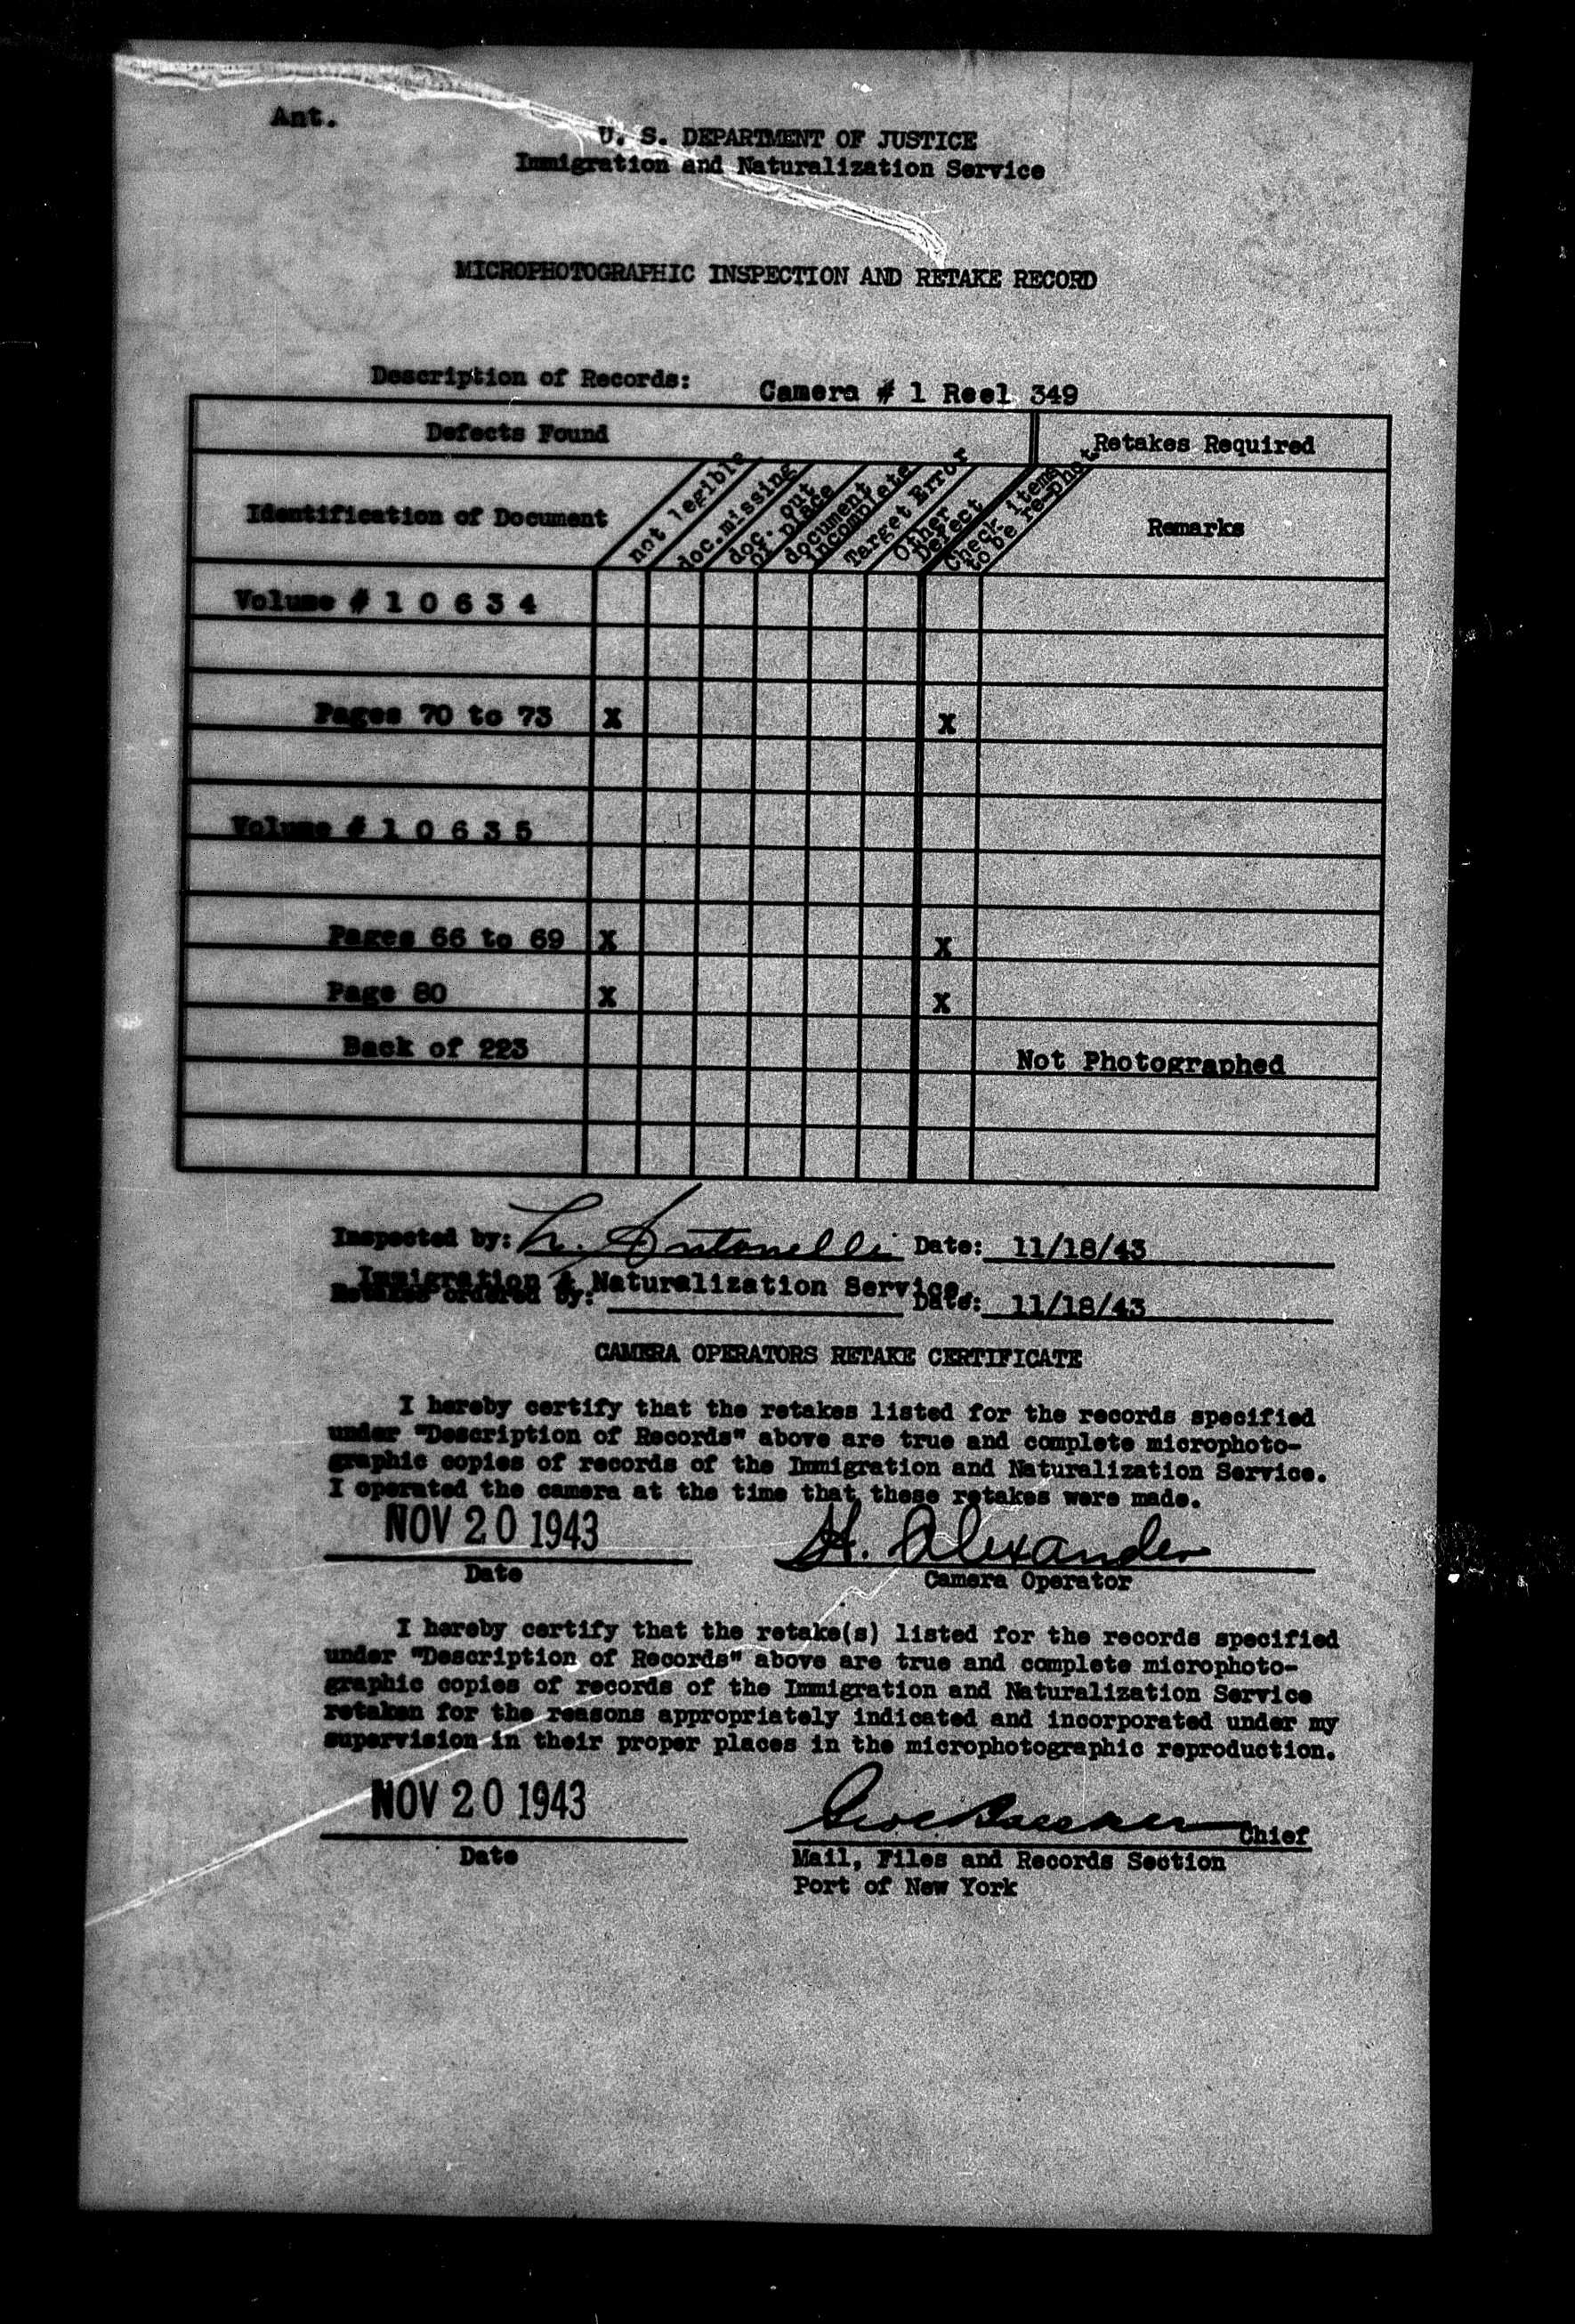 Ant.
U. S. DEPARTMENT OF JUSTICE
Immigration and Naturalization Service
MICROPHOTOGRAPHIC INSPECTION AND RETAKE RECORD
Description of Records: Camera # 1 Reel 349
Defects Found Retakes Required
Identification of Document not legible doc.missing doc. out of place document incomplete Target Error Other Defect Check items to be re-phot. Remarks
Volume # 1 0 6 3 4
Pages 70 to 73 X X
Volume # 1 0 6 3 5
Pages 66 to 69 X X
Page 80 X X
Back of 223 Not Photographed
Inspected by: L. Antonelli Date: 11/18/43
Immigration & Naturalization Service
Retakes ordered by: Date: 11/18/43
CAMERA OPERATORS RETAKE CERTIFICATE
I hereby certify that the retakes listed for the records specified
under "Description of Records" above are true and complete microphoto-
graphic copies of records of the Immigration and Naturalization Service.
I operated the camera at the time that these retakes were made.
NOV 20 1943 H. Alexander
Date Camera Operator
I hereby certify that the retake(s) listed for the records specified
under "Description of Records" above are true and complete microphoto-
graphic copies of records of the Immigration and Naturalization Service
retaken for the reasons appropriately indicated and incorporated under my
supervision in their proper places in the microphotographic reproduction.
NOV 20 1943 Chief
Date Mail, Files and Records Section
Port of New York